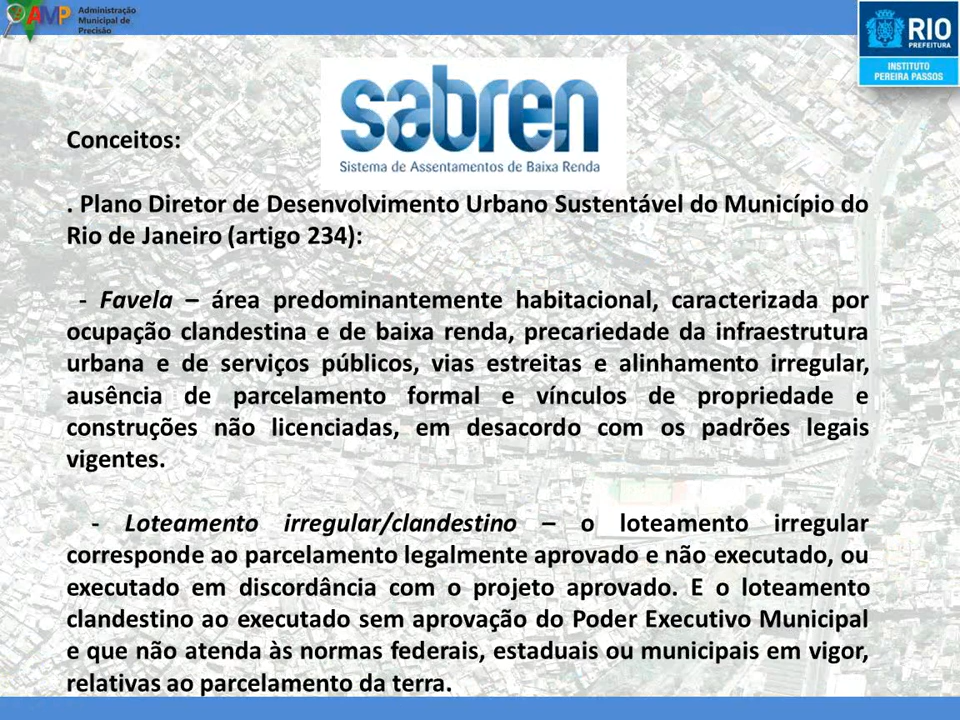 AMP
Administração
Municipal de
Precisão
RIO
PREFEITURA
INSTITUTO
PEREIRA PASSOS
sabren
Sistema de Assentamentos de Baixa Renda
Conceitos:
. Plano Diretor de Desenvolvimento Urbano Sustentável do Município do
Rio de Janeiro (artigo 234):
- Favela – área predominantemente habitacional, caracterizada por
ocupação clandestina e de baixa renda, precariedade da infraestrutura
urbana e de serviços públicos, vias estreitas e alinhamento irregular,
ausência de parcelamento formal e vínculos de propriedade e
construções não licenciadas, em desacordo com os padrões legais
vigentes.
- Loteamento irregular/clandestino – o loteamento irregular
corresponde ao parcelamento legalmente aprovado e não executado, ou
executado em discordância com o projeto aprovado. E o loteamento
clandestino ao executado sem aprovação do Poder Executivo Municipal
e que não atenda às normas federais, estaduais ou municipais em vigor,
relativas ao parcelamento da terra.